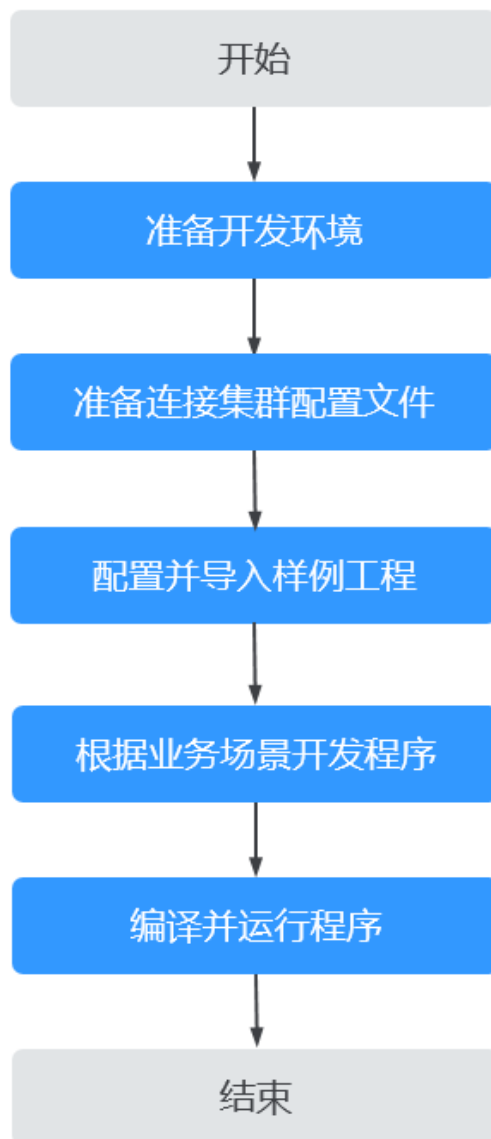 开始
准备开发环境
准备连接集群配置文件
配置并导入样例工程
根据业务场景开发程序
编译并运行程序
结束